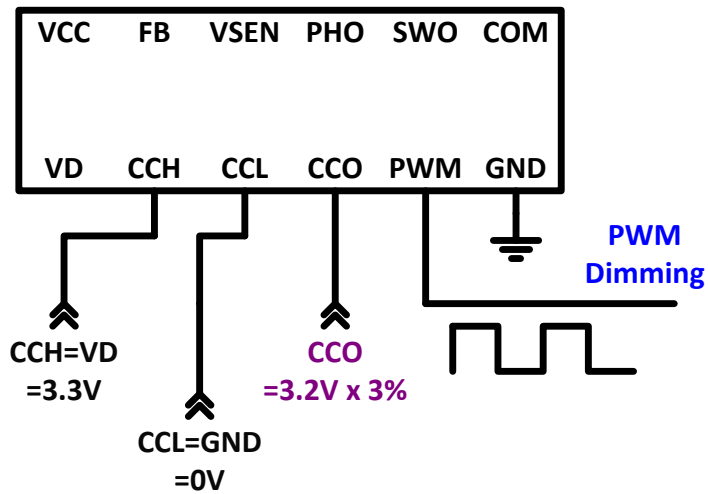 VCC FB VSEN PHO SWO COM
VD CCH CCL CCO PWM GND
PWM
Dimming
CCH=VD
=3.3V
CCO
=3.2V x 3%
CCL=GND
=0V